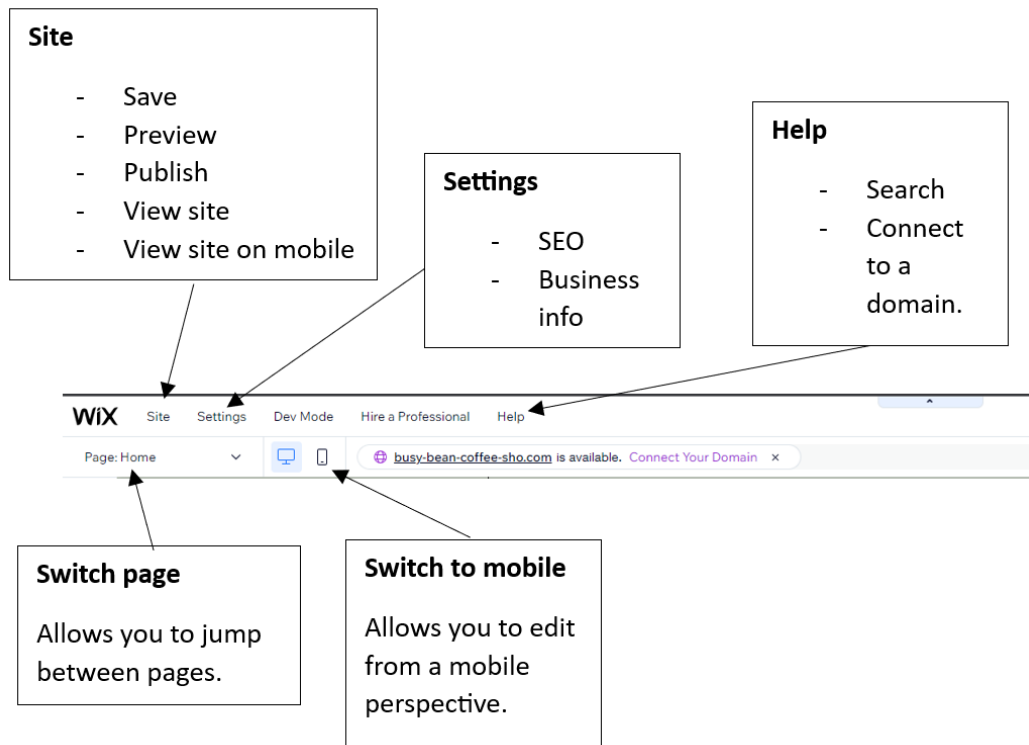 Site
- Save
- Preview
- Publish
- View site
- View site on mobile
Settings
- SEO
- Business
info
Help
- Search
- Connect
to a
domain.
WiX Site Settings Dev Mode Hire a Professional Help
Page: Home busy-bean-coffee-sho.com is available. Connect Your Domain ×
Switch page
Allows you to jump
between pages.
Switch to mobile
Allows you to edit
from a mobile
perspective.